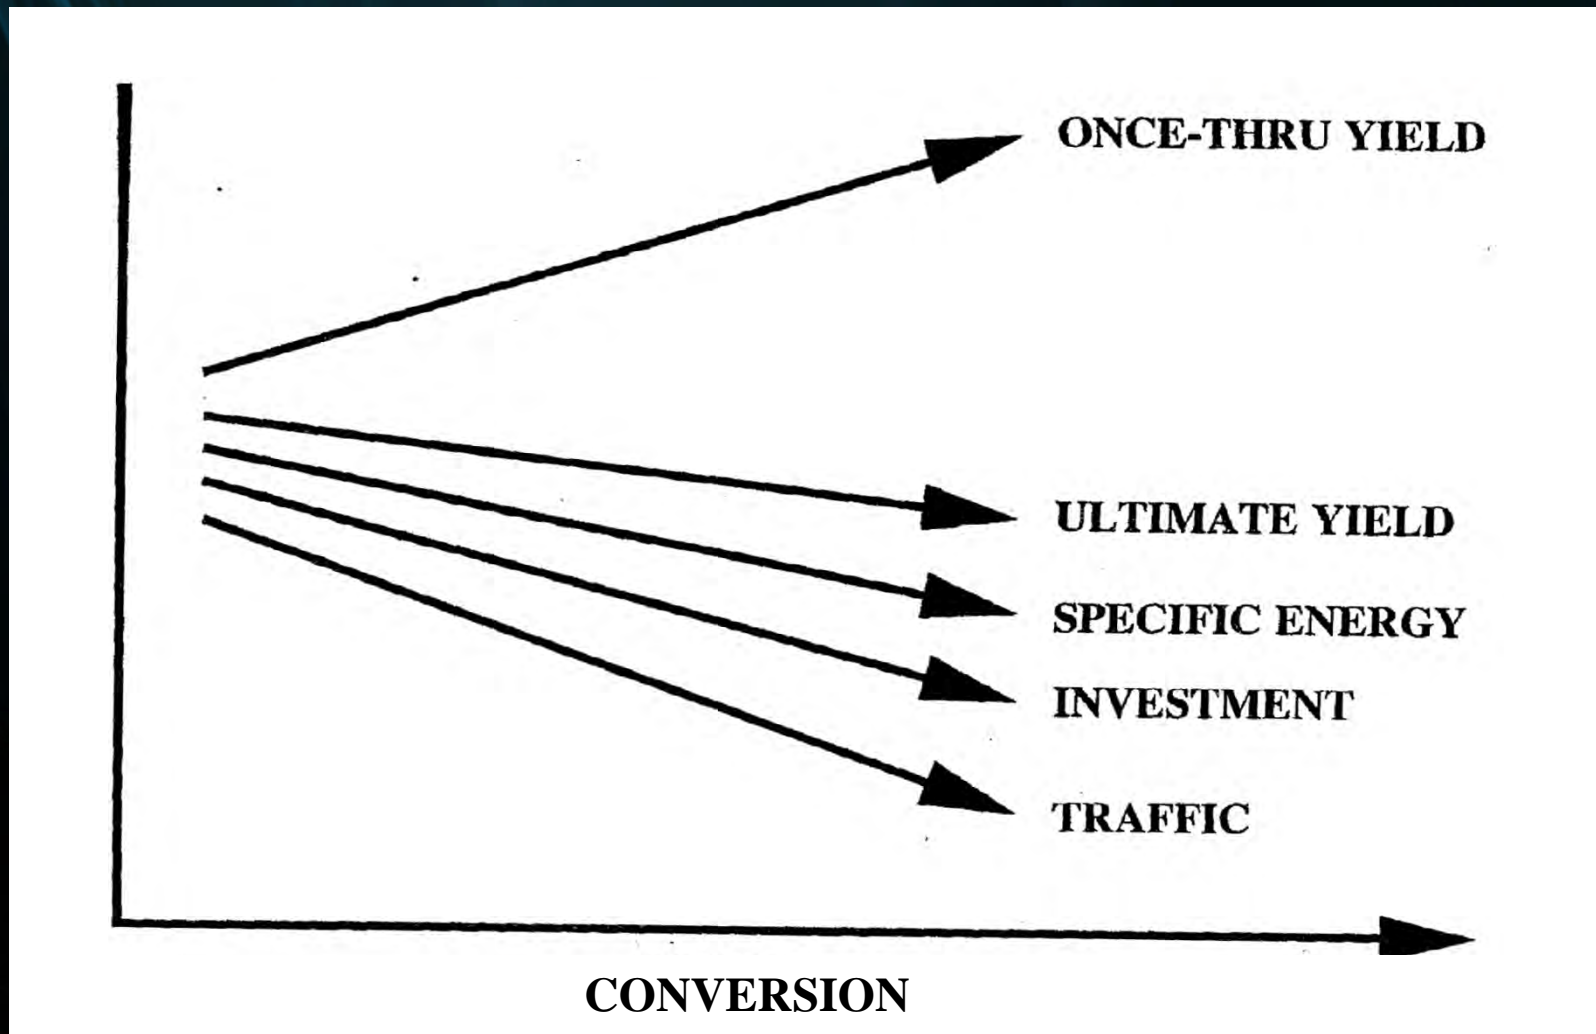 ONCE-THRU YIELD
ULTIMATE YIELD
SPECIFIC ENERGY
INVESTMENT
TRAFFIC
CONVERSION